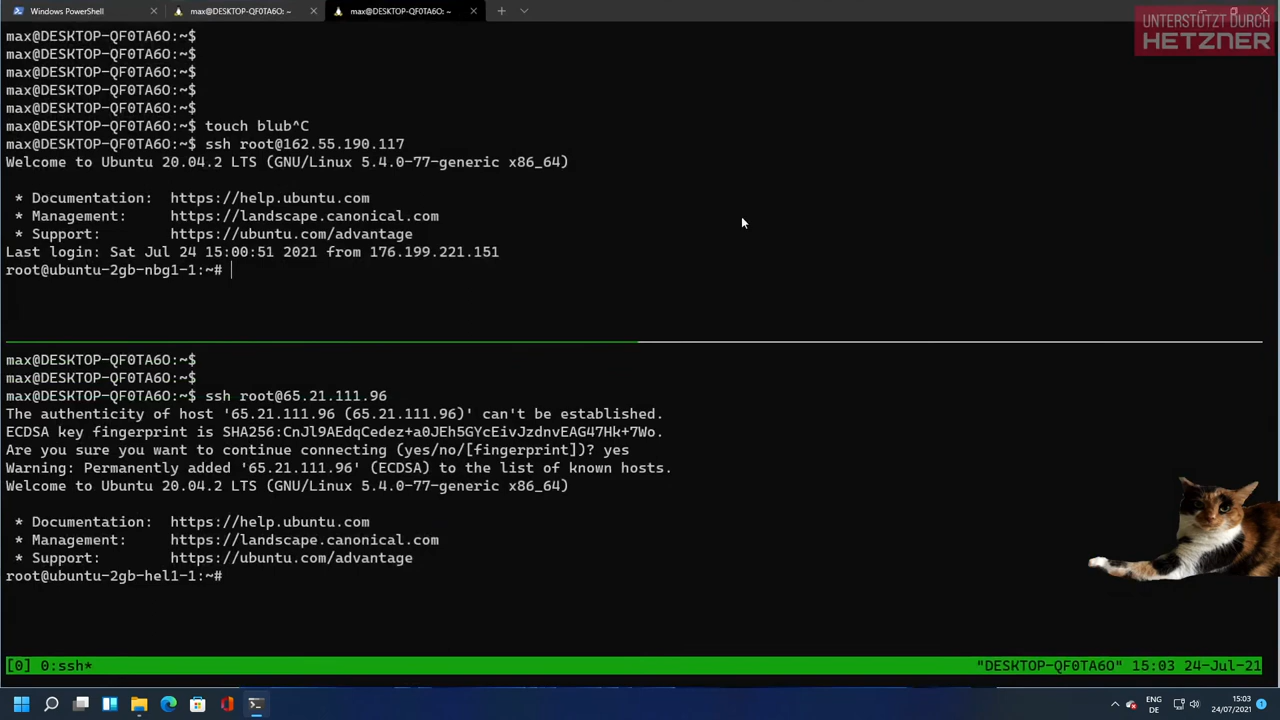 Windows PowerShell
max@DESKTOP-QF0TA6O: ~
max@DESKTOP-QF0TA6O: ~
UNTERSTÜTZT DURCH
HETZNER
max@DESKTOP-QF0TA6O:~$
max@DESKTOP-QF0TA6O:~$
max@DESKTOP-QF0TA6O:~$
max@DESKTOP-QF0TA6O:~$
max@DESKTOP-QF0TA6O:~$
max@DESKTOP-QF0TA6O:~$ touch blub^C
max@DESKTOP-QF0TA6O:~$ ssh root@162.55.190.117
Welcome to Ubuntu 20.04.2 LTS (GNU/Linux 5.4.0-77-generic x86_64)
* Documentation:  https://help.ubuntu.com
* Management:     https://landscape.canonical.com
* Support:        https://ubuntu.com/advantage
Last login: Sat Jul 24 15:00:51 2021 from 176.199.221.151
root@ubuntu-2gb-nbg1-1:~#
max@DESKTOP-QF0TA6O:~$
max@DESKTOP-QF0TA6O:~$
max@DESKTOP-QF0TA6O:~$ ssh root@65.21.111.96
The authenticity of host '65.21.111.96 (65.21.111.96)' can't be established.
ECDSA key fingerprint is SHA256:CnJl9AEdqCedez+a0JEh5GYcEivJzdnvEAG47Hk+7Wo.
Are you sure you want to continue connecting (yes/no/[fingerprint])? yes
Warning: Permanently added '65.21.111.96' (ECDSA) to the list of known hosts.
Welcome to Ubuntu 20.04.2 LTS (GNU/Linux 5.4.0-77-generic x86_64)
* Documentation:  https://help.ubuntu.com
* Management:     https://landscape.canonical.com
* Support:        https://ubuntu.com/advantage
root@ubuntu-2gb-hel1-1:~#
[0] 0:ssh* "DESKTOP-QF0TA6O" 15:03 24-Jul-21
ENG
DE
15:03
24/07/2021